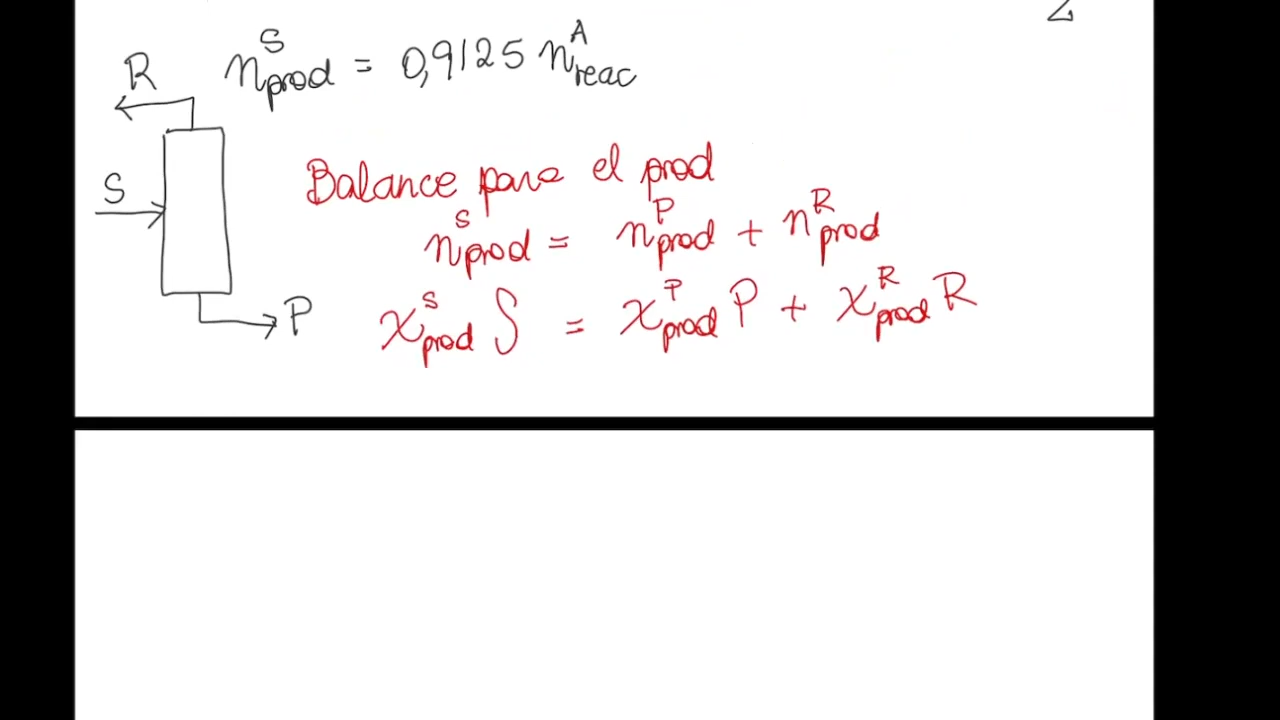 n^S_prod = 0,9125 n^A_reac
R
S
P
Balance para el prod
n^S_prod = n^P_prod + n^R_prod
x^S_prod S = x^P_prod P + x^R_prod R